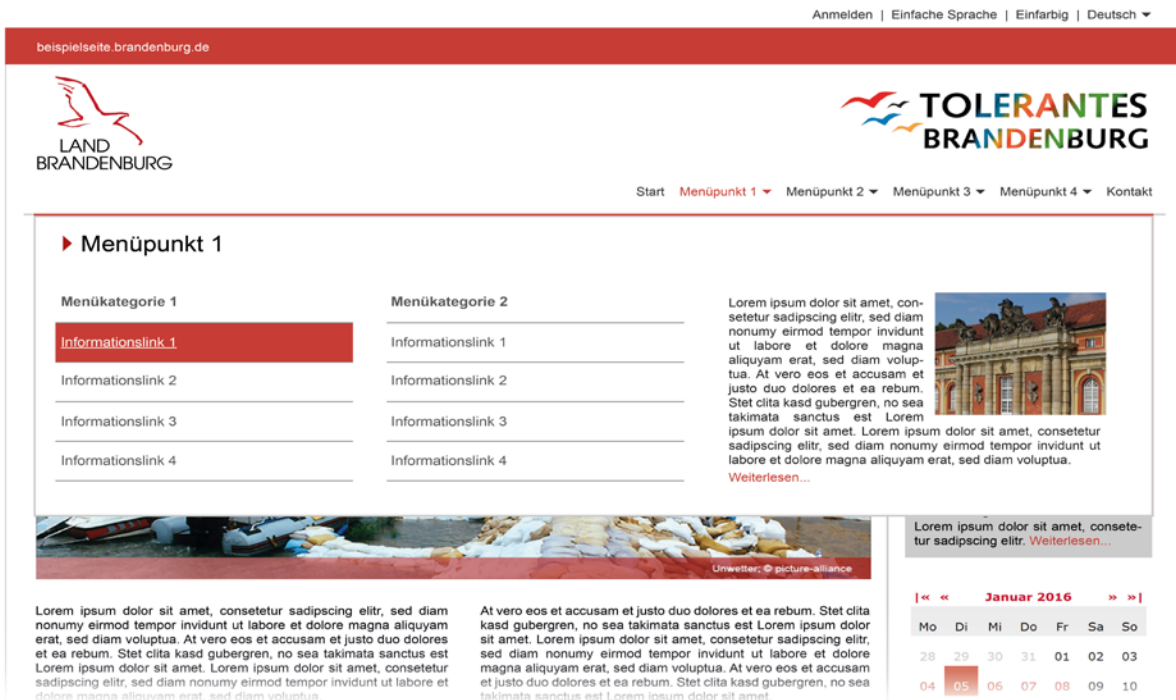 Anmelden | Einfache Sprache | Einfarbig | Deutsch
beispielseite.brandenburg.de
LAND
BRANDENBURG
TOLERANTES
BRANDENBURG
Start Menüpunkt 1 Menüpunkt 2 Menüpunkt 3 Menüpunkt 4 Kontakt
Menüpunkt 1
Menükategorie 1
Informationslink 1
Informationslink 2
Informationslink 3
Informationslink 4
Menükategorie 2
Informationslink 1
Informationslink 2
Informationslink 3
Informationslink 4
Lorem ipsum dolor sit amet, con-
setetur sadipscing elitr, sed diam
nonumy eirmod tempor invidunt
ut labore et dolore magna
aliquyam erat, sed diam volup-
tua. At vero eos et accusam et
justo duo dolores et ea rebum.
Stet clita kasd gubergren, no sea
takimata sanctus est Lorem
ipsum dolor sit amet. Lorem ipsum dolor sit amet, consetetur
sadipscing elitr, sed diam nonumy eirmod tempor invidunt ut
labore et dolore magna aliquyam erat, sed diam voluptua.
Weiterlesen...
Unwetter; © picture-alliance
Lorem ipsum dolor sit amet, consetetur sadipscing elitr, sed diam
nonumy eirmod tempor invidunt ut labore et dolore magna aliquyam
erat, sed diam voluptua. At vero eos et accusam et justo duo dolores
et ea rebum. Stet clita kasd gubergren, no sea takimata sanctus est
Lorem ipsum dolor sit amet. Lorem ipsum dolor sit amet, consetetur
sadipscing elitr, sed diam nonumy eirmod tempor invidunt ut labore et
dolore magna aliquyam erat, sed diam voluptua.
At vero eos et accusam et justo duo dolores et ea rebum. Stet clita
kasd gubergren, no sea takimata sanctus est Lorem ipsum dolor
sit amet. Lorem ipsum dolor sit amet, consetetur sadipscing elitr,
sed diam nonumy eirmod tempor invidunt ut labore et dolore
magna aliquyam erat, sed diam voluptua. At vero eos et accusam
et justo duo dolores et ea rebum. Stet clita kasd gubergren, no sea
takimata sanctus est Lorem ipsum dolor sit amet.
Lorem ipsum dolor sit amet, consete-
tur sadipscing elitr. Weiterlesen...
|« « Januar 2016 » »|
Mo Di Mi Do Fr Sa So
28 29 30 31 01 02 03
04 05 06 07 08 09 10